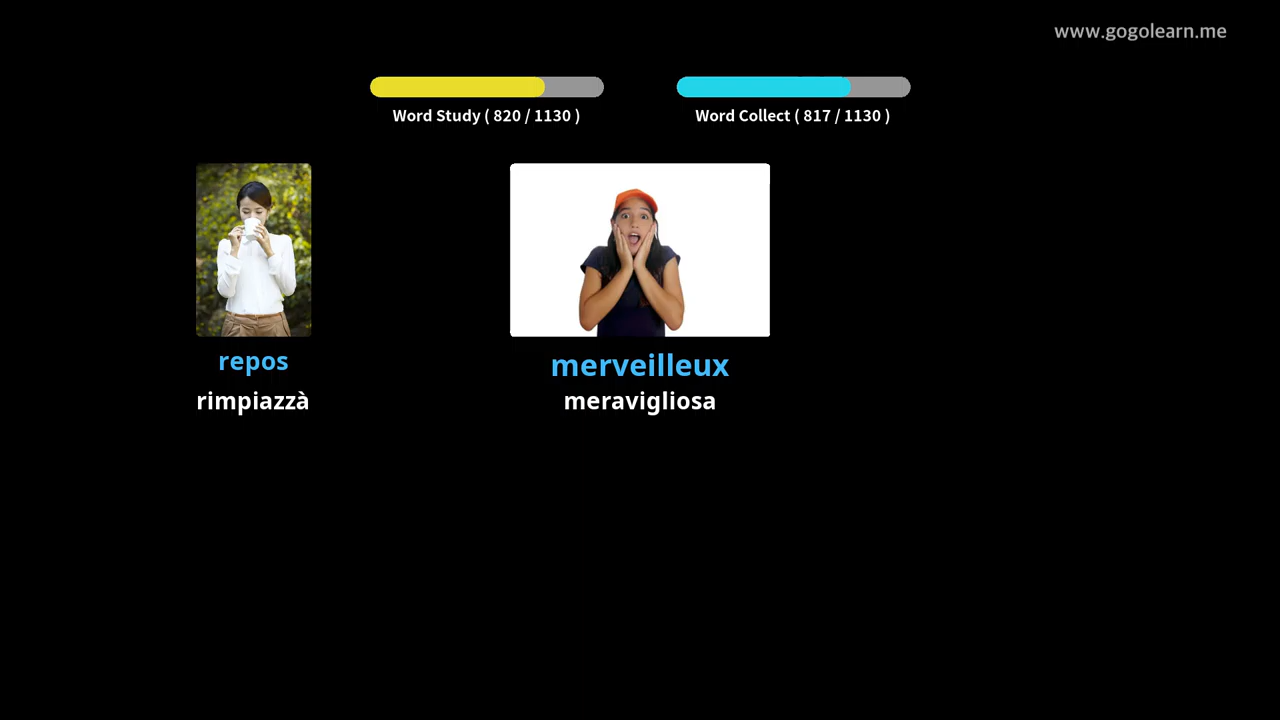 www.gogolearn.me
Word Study ( 820 / 1130 )
Word Collect ( 817 / 1130 )
repos
rimpiazzà
merveilleux
meravigliosa